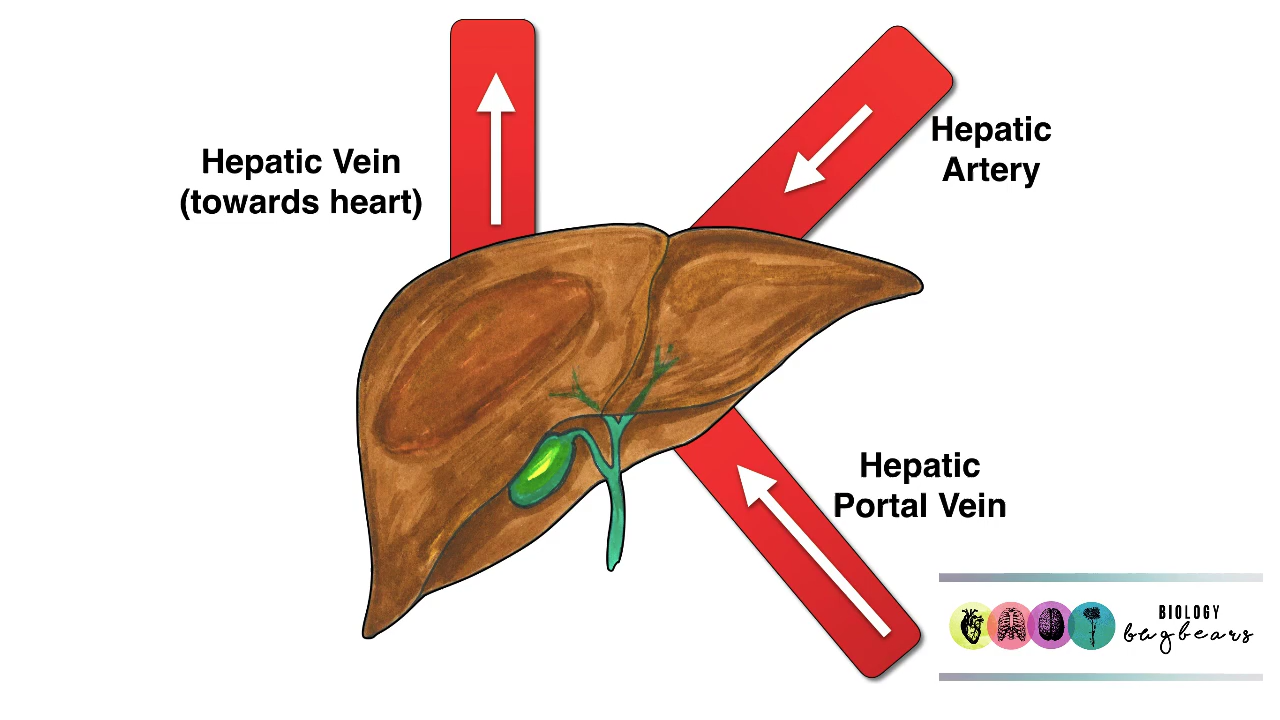 Hepatic Vein
(towards heart)
Hepatic
Artery
Hepatic
Portal Vein
BIOLOGY
bugbears